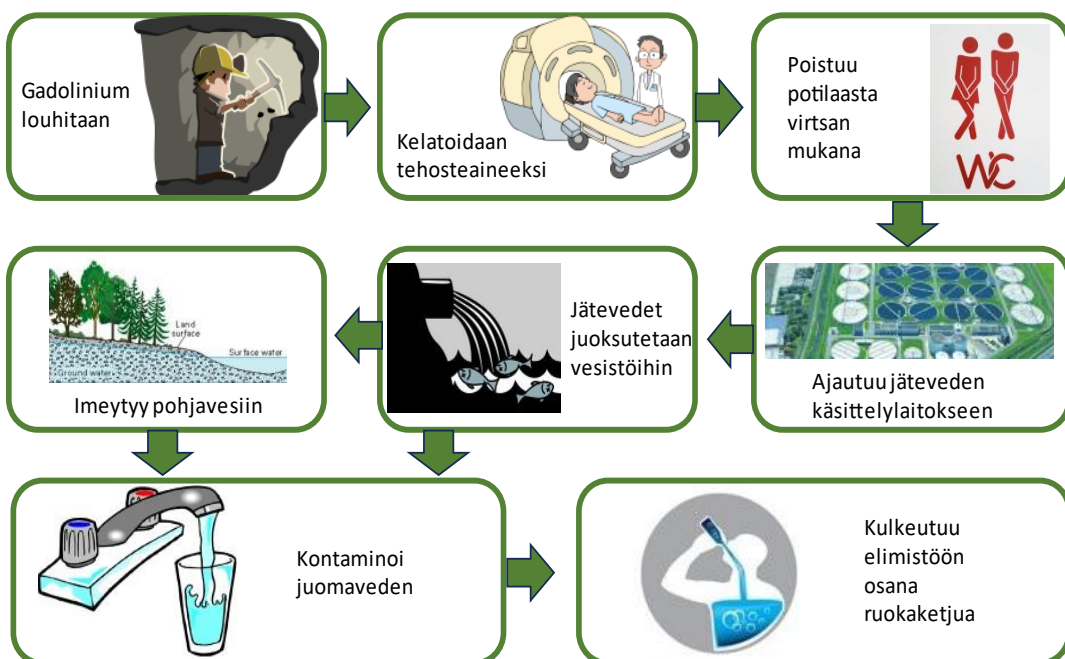 Gadolinium
louhitaan
Kelatoidaan
tehosteaineeksi
Poistuu
potilaasta
virtsan
mukana
WC
Ajautuu jäteveden
käsittelylaitokseen
Jätevedet
juoksutetaan
vesistöihin
Land
surface
Surface water
Ground water
Imeytyy pohjavesiin
Kontaminoi
juomaveden
Kulkeutuu
elimistöön
osana
ruokaketjua